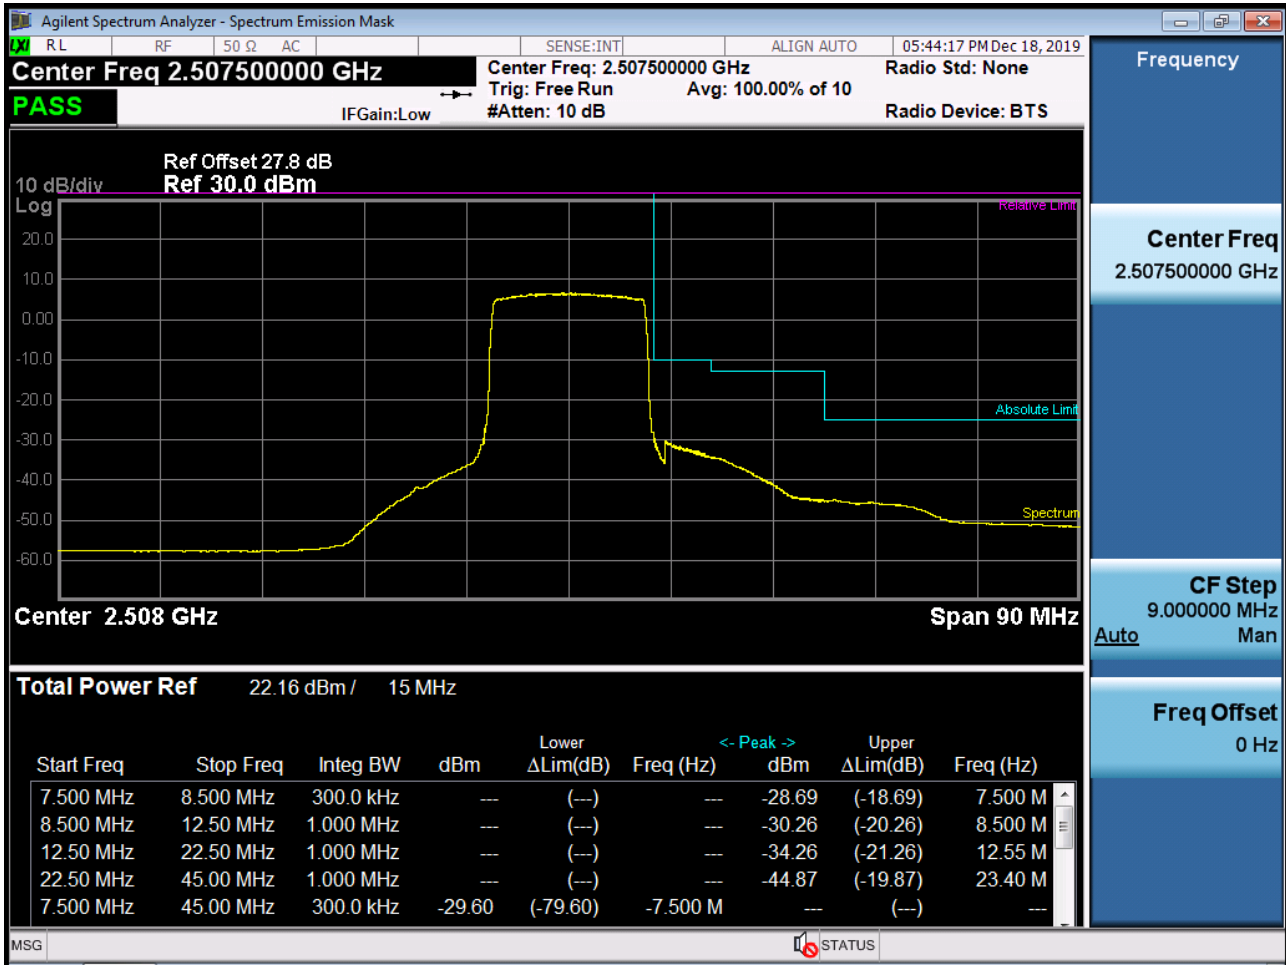 Agilent Spectrum Analyzer - Spectrum Emission Mask
LXI RL RF 50 Ω AC SENSE:INT ALIGN AUTO 05:44:17 PM Dec 18, 2019
Center Freq 2.507500000 GHz
Center Freq: 2.507500000 GHz
Radio Std: None
Trig: Free Run Avg: 100.00% of 10
PASS
IFGain:Low
#Atten: 10 dB
Radio Device: BTS
Ref Offset 27.8 dB
10 dB/div Ref 30.0 dBm
Log
Relative Limit
20.0
10.0
0.00
-10.0
-20.0
Absolute Limit
-30.0
-40.0
-50.0
Spectrum
-60.0
Center 2.508 GHz Span 90 MHz
Total Power Ref 22.16 dBm / 15 MHz
Lower <- Peak -> Upper
Start Freq Stop Freq Integ BW dBm ΔLim(dB) Freq (Hz) dBm ΔLim(dB) Freq (Hz)
7.500 MHz 8.500 MHz 300.0 kHz --- (---) --- -28.69 (-18.69) 7.500 M
8.500 MHz 12.50 MHz 1.000 MHz --- (---) --- -30.26 (-20.26) 8.500 M
12.50 MHz 22.50 MHz 1.000 MHz --- (---) --- -34.26 (-21.26) 12.55 M
22.50 MHz 45.00 MHz 1.000 MHz --- (---) --- -44.87 (-19.87) 23.40 M
7.500 MHz 45.00 MHz 300.0 kHz -29.60 (-79.60) -7.500 M --- (---) ---
MSG STATUS
Frequency
Center Freq
2.507500000 GHz
CF Step
9.000000 MHz
Auto Man
Freq Offset
0 Hz